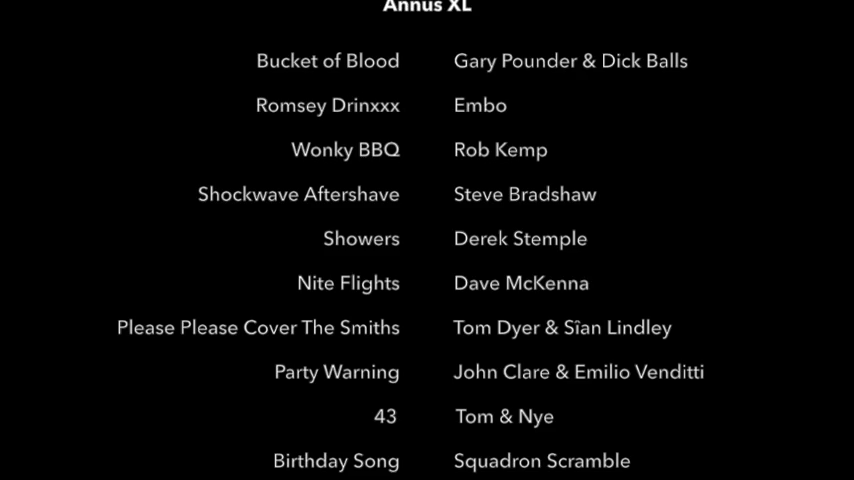 Annus XL
Bucket of Blood Gary Pounder & Dick Balls
Romsey Drinxxx Embo
Wonky BBQ Rob Kemp
Shockwave Aftershave Steve Bradshaw
Showers Derek Stemple
Nite Flights Dave McKenna
Please Please Cover The Smiths Tom Dyer & Sîan Lindley
Party Warning John Clare & Emilio Venditti
43 Tom & Nye
Birthday Song Squadron Scramble